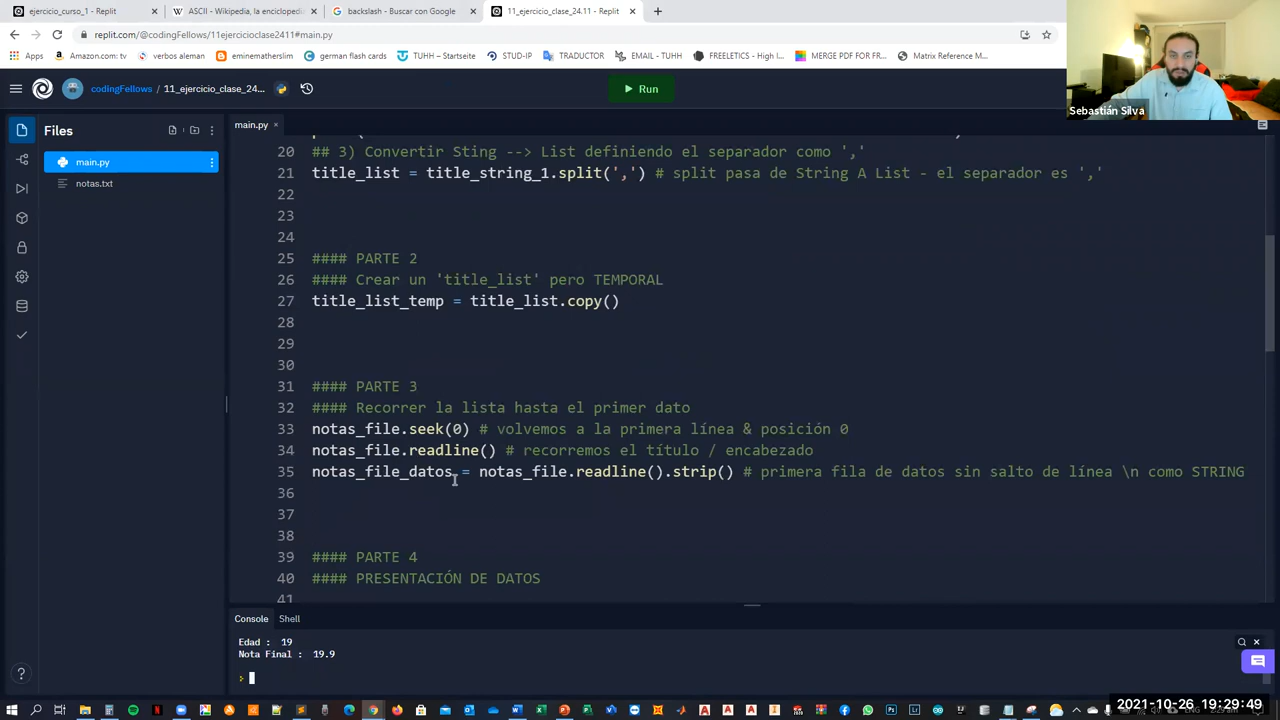 ejercicio_curso_1 - Replit
ASCII - Wikipedia, la enciclopedi
backslash - Buscar con Google
11_ejercicio_clase_24.11 - Replit
replit.com/@codingFellows/11ejercicioclase2411#main.py
Apps
Amazon.com: tv
verbos aleman
eminematheslim
german flash cards
TUHH – Startseite
STUD-IP
TRADUCTOR
EMAIL - TUHH
FREELETICS - High I...
MERGE PDF FOR FR...
Matrix Reference M
codingFellows / 11_ejercicio_clase_24....
Run
Sebastián Silva
Files
main.py
notas.txt
main.py
20 ## 3) Convertir Sting --> List definiendo el separador como ','
21 title_list = title_string_1.split(',') # split pasa de String A List - el separador es ','
22
23
24
25 #### PARTE 2
26 #### Crear un 'title_list' pero TEMPORAL
27 title_list_temp = title_list.copy()
28
29
30
31 #### PARTE 3
32 #### Recorrer la lista hasta el primer dato
33 notas_file.seek(0) # volvemos a la primera línea & posición 0
34 notas_file.readline() # recorremos el título / encabezado
35 notas_file_datos = notas_file.readline().strip() # primera fila de datos sin salto de línea \n como STRING
36
37
38
39 #### PARTE 4
40 #### PRESENTACIÓN DE DATOS
41
Console
Shell
Edad : 19
Nota Final : 19.9
>
2021-10-26 19:29:49